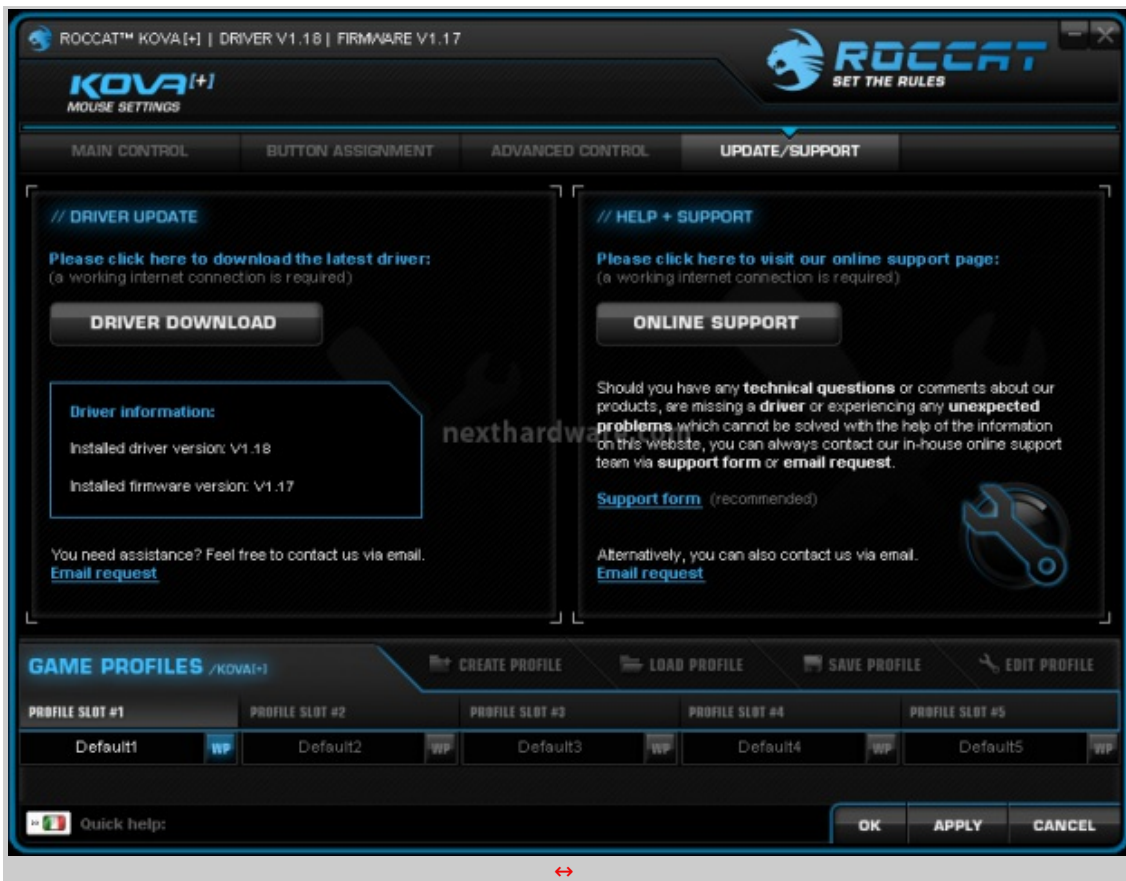 ROCCAT™ KOVA[+] | DRIVER V1.18 | FIRMWARE V1.17
ROCCAT
SET THE RULES
KOVA[+]
MOUSE SETTINGS
MAIN CONTROL
BUTTON ASSIGNMENT
ADVANCED CONTROL
UPDATE/SUPPORT
// DRIVER UPDATE
Please click here to download the latest driver:
(a working internet connection is required)
DRIVER DOWNLOAD
Driver information:
Installed driver version: V1.18
Installed firmware version: V1.17
You need assistance? Feel free to contact us via email.
Email request
// HELP + SUPPORT
Please click here to visit our online support page:
(a working internet connection is required)
ONLINE SUPPORT
Should you have any technical questions or comments about our
products, are missing a driver or experiencing any unexpected
problems which cannot be solved with the help of the information
on this website, you can always contact our in-house online support
team via support form or email request.
Support form (recommended)
Alternatively, you can also contact us via email.
Email request
nexthardware.com
GAME PROFILES /KOVA[+]
CREATE PROFILE
LOAD PROFILE
SAVE PROFILE
EDIT PROFILE
PROFILE SLOT #1
PROFILE SLOT #2
PROFILE SLOT #3
PROFILE SLOT #4
PROFILE SLOT #5
Default1 WP
Default2 WP
Default3 WP
Default4 WP
Default5 WP
Quick help:
OK
APPLY
CANCEL